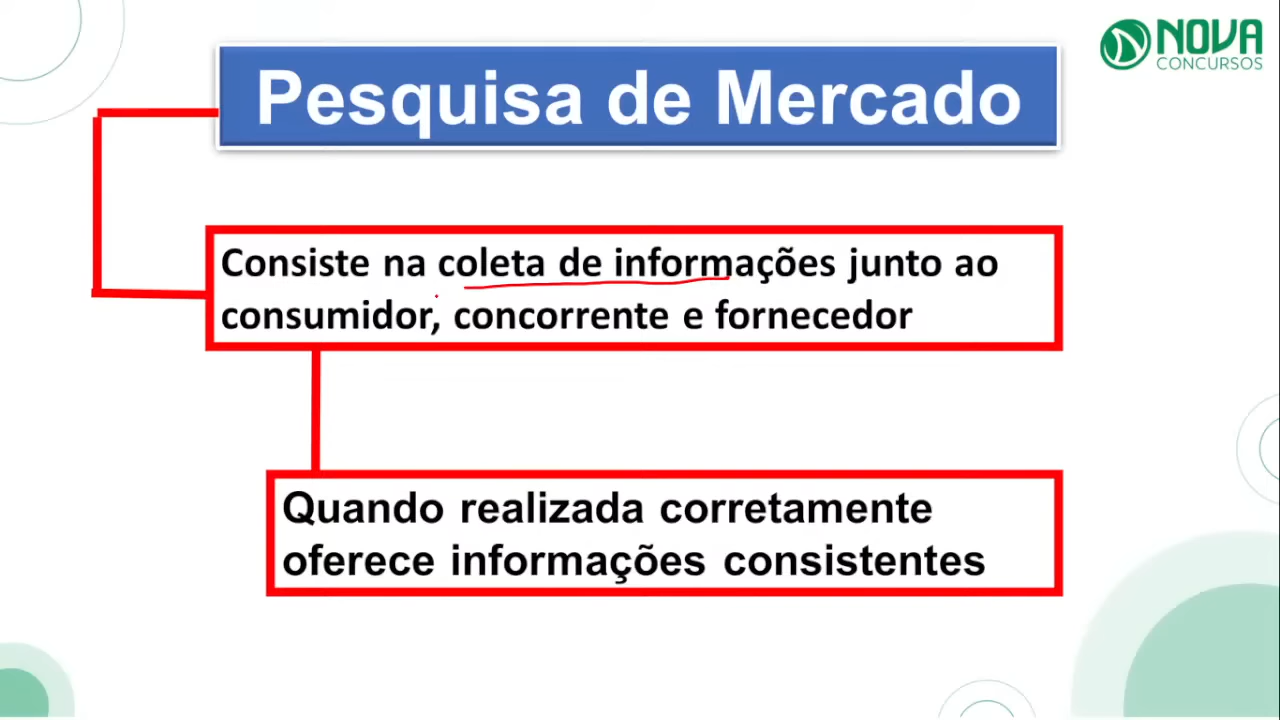 NOVA
CONCURSOS
Pesquisa de Mercado
Consiste na coleta de informações junto ao
consumidor, concorrente e fornecedor
Quando realizada corretamente
oferece informações consistentes